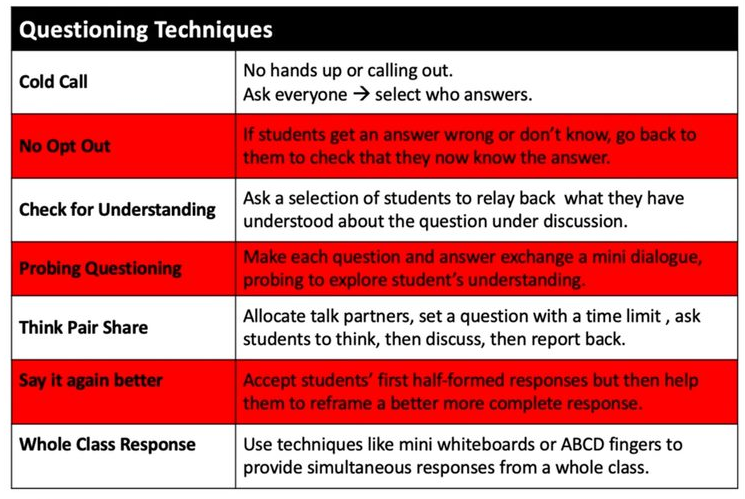 Questioning Techniques
Cold Call
No hands up or calling out.
Ask everyone → select who answers.
No Opt Out
If students get an answer wrong or don't know, go back to
them to check that they now know the answer.
Check for Understanding
Ask a selection of students to relay back  what they have
understood about the question under discussion.
Probing Questioning
Make each question and answer exchange a mini dialogue,
probing to explore student's understanding.
Think Pair Share
Allocate talk partners, set a question with a time limit , ask
students to think, then discuss, then report back.
Say it again better
Accept students' first half-formed responses but then help
them to reframe a better more complete response.
Whole Class Response
Use techniques like mini whiteboards or ABCD fingers to
provide simultaneous responses from a whole class.